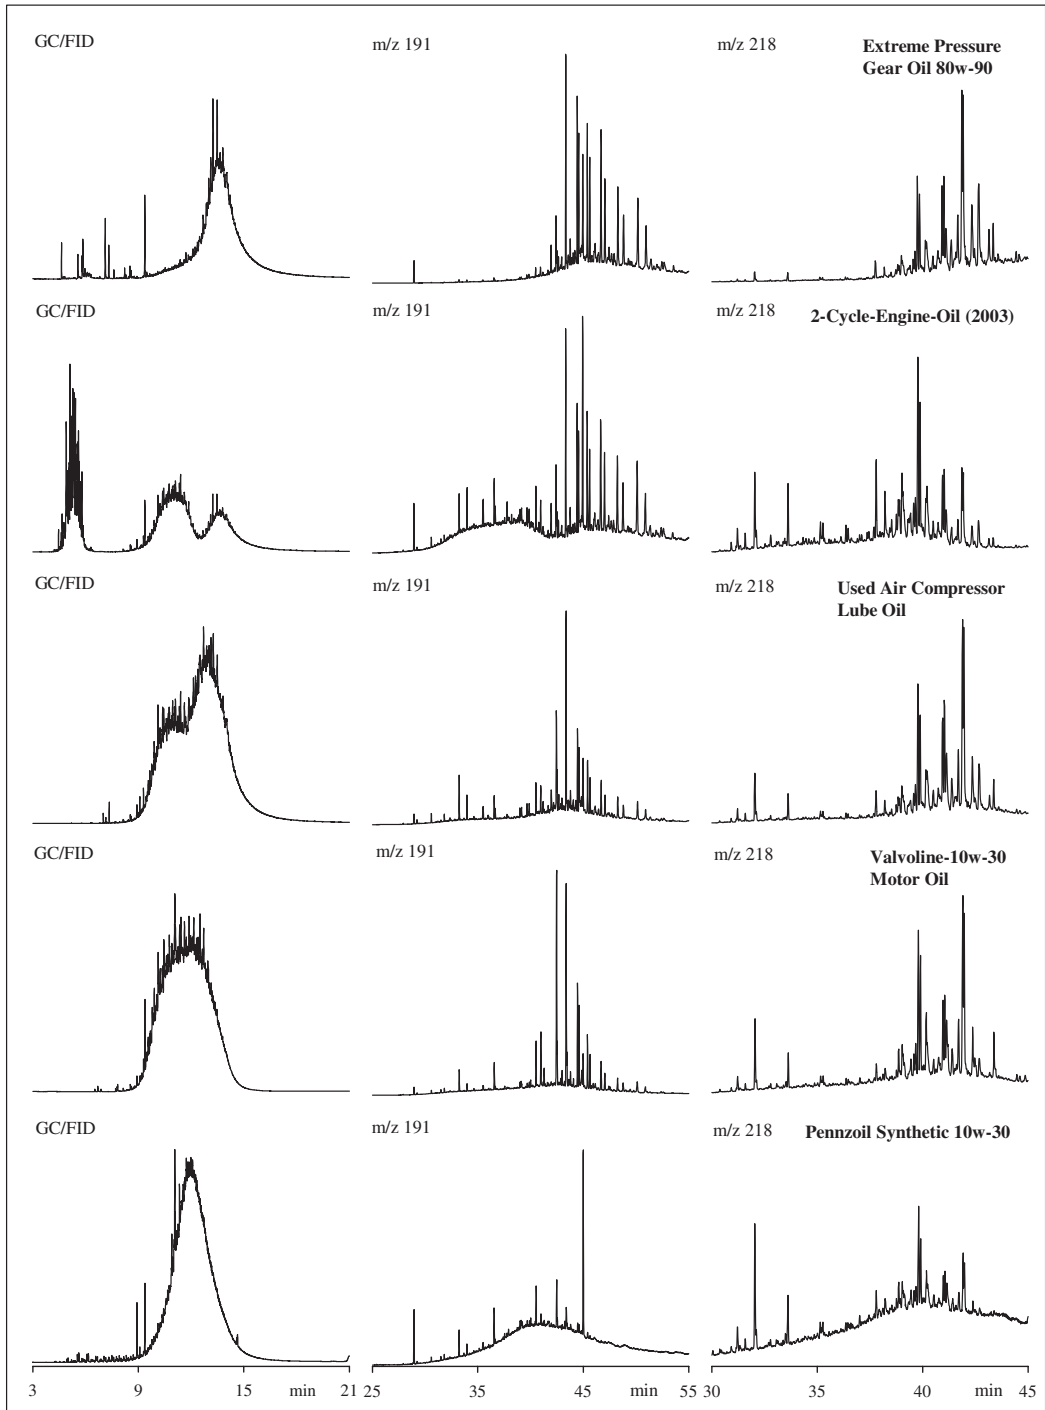 GC/FID
m/z 191
m/z 218
Extreme Pressure
Gear Oil 80w-90
GC/FID
m/z 191
m/z 218
2-Cycle-Engine-Oil (2003)
GC/FID
m/z 191
m/z 218
Used Air Compressor
Lube Oil
GC/FID
m/z 191
m/z 218
Valvoline-10w-30
Motor Oil
GC/FID
m/z 191
m/z 218
Pennzoil Synthetic 10w-30
3 9 15 min 21
25 35 45 min 55
30 35 40 min 45